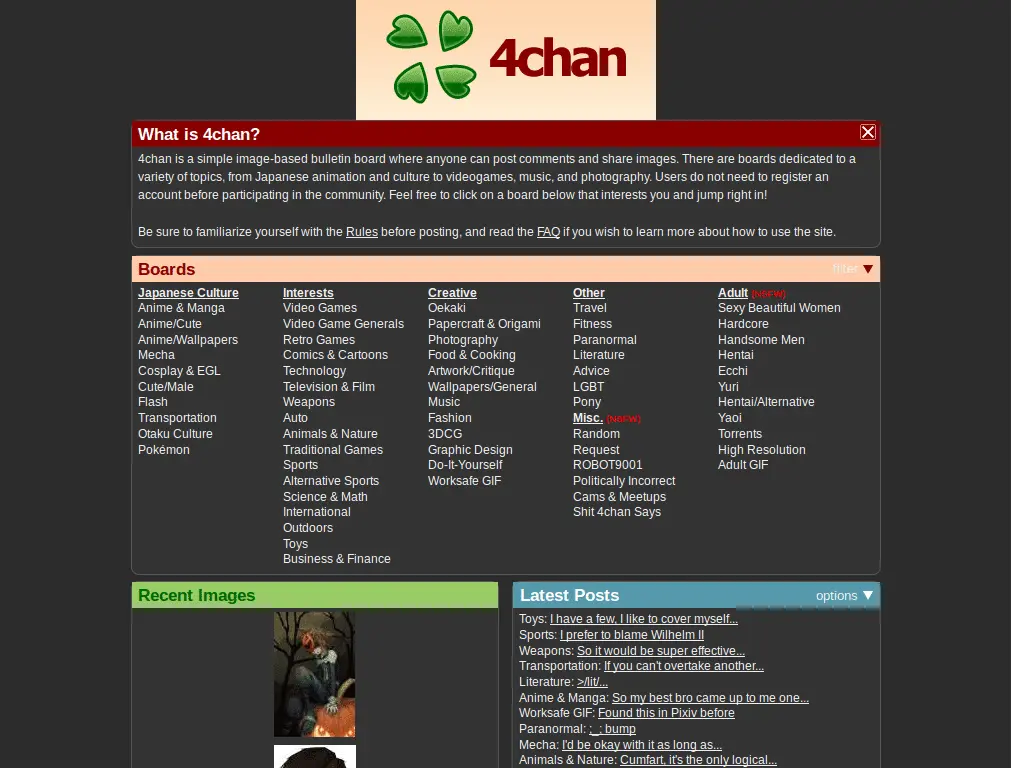 4chan
What is 4chan?
4chan is a simple image-based bulletin board where anyone can post comments and share images. There are boards dedicated to a
variety of topics, from Japanese animation and culture to videogames, music, and photography. Users do not need to register an
account before participating in the community. Feel free to click on a board below that interests you and jump right in!
Be sure to familiarize yourself with the Rules before posting, and read the FAQ if you wish to learn more about how to use the site.
Boards
filter ▼
Japanese Culture
Anime & Manga
Anime/Cute
Anime/Wallpapers
Mecha
Cosplay & EGL
Cute/Male
Flash
Transportation
Otaku Culture
Pokémon
Interests
Video Games
Video Game Generals
Retro Games
Comics & Cartoons
Technology
Television & Film
Weapons
Auto
Animals & Nature
Traditional Games
Sports
Alternative Sports
Science & Math
International
Outdoors
Toys
Business & Finance
Creative
Oekaki
Papercraft & Origami
Photography
Food & Cooking
Artwork/Critique
Wallpapers/General
Music
Fashion
3DCG
Graphic Design
Do-It-Yourself
Worksafe GIF
Other
Travel
Fitness
Paranormal
Literature
Advice
LGBT
Pony
Misc. (NSFW)
Random
Request
ROBOT9001
Politically Incorrect
Cams & Meetups
Shit 4chan Says
Adult (NSFW)
Sexy Beautiful Women
Hardcore
Handsome Men
Hentai
Ecchi
Yuri
Hentai/Alternative
Yaoi
Torrents
High Resolution
Adult GIF
Recent Images
Latest Posts
options ▼
Toys: I have a few, I like to cover myself...
Sports: I prefer to blame Wilhelm II
Weapons: So it would be super effective...
Transportation: If you can't overtake another...
Literature: >/lit/...
Anime & Manga: So my best bro came up to me one...
Worksafe GIF: Found this in Pixiv before
Paranormal: ;_; bump
Mecha: I'd be okay with it as long as...
Animals & Nature: Cumfart, it's the only logical...